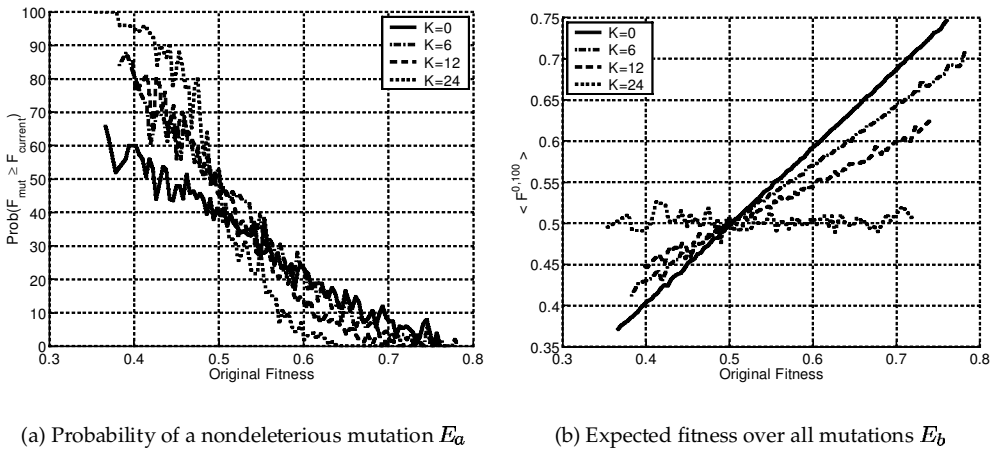 100
90
80
70
60
50
40
30
20
10
0
0.3 0.4 0.5 0.6 0.7 0.8
Prob(F_mut ≥ F_current)
Original Fitness
K=0
K=6
K=12
K=24
(a) Probability of a nondeleterious mutation E_a
0.75
0.7
0.65
0.6
0.55
0.5
0.45
0.4
0.35
0.3 0.4 0.5 0.6 0.7 0.8
< F^0.100 >
Original Fitness
K=0
K=6
K=12
K=24
(b) Expected fitness over all mutations E_b